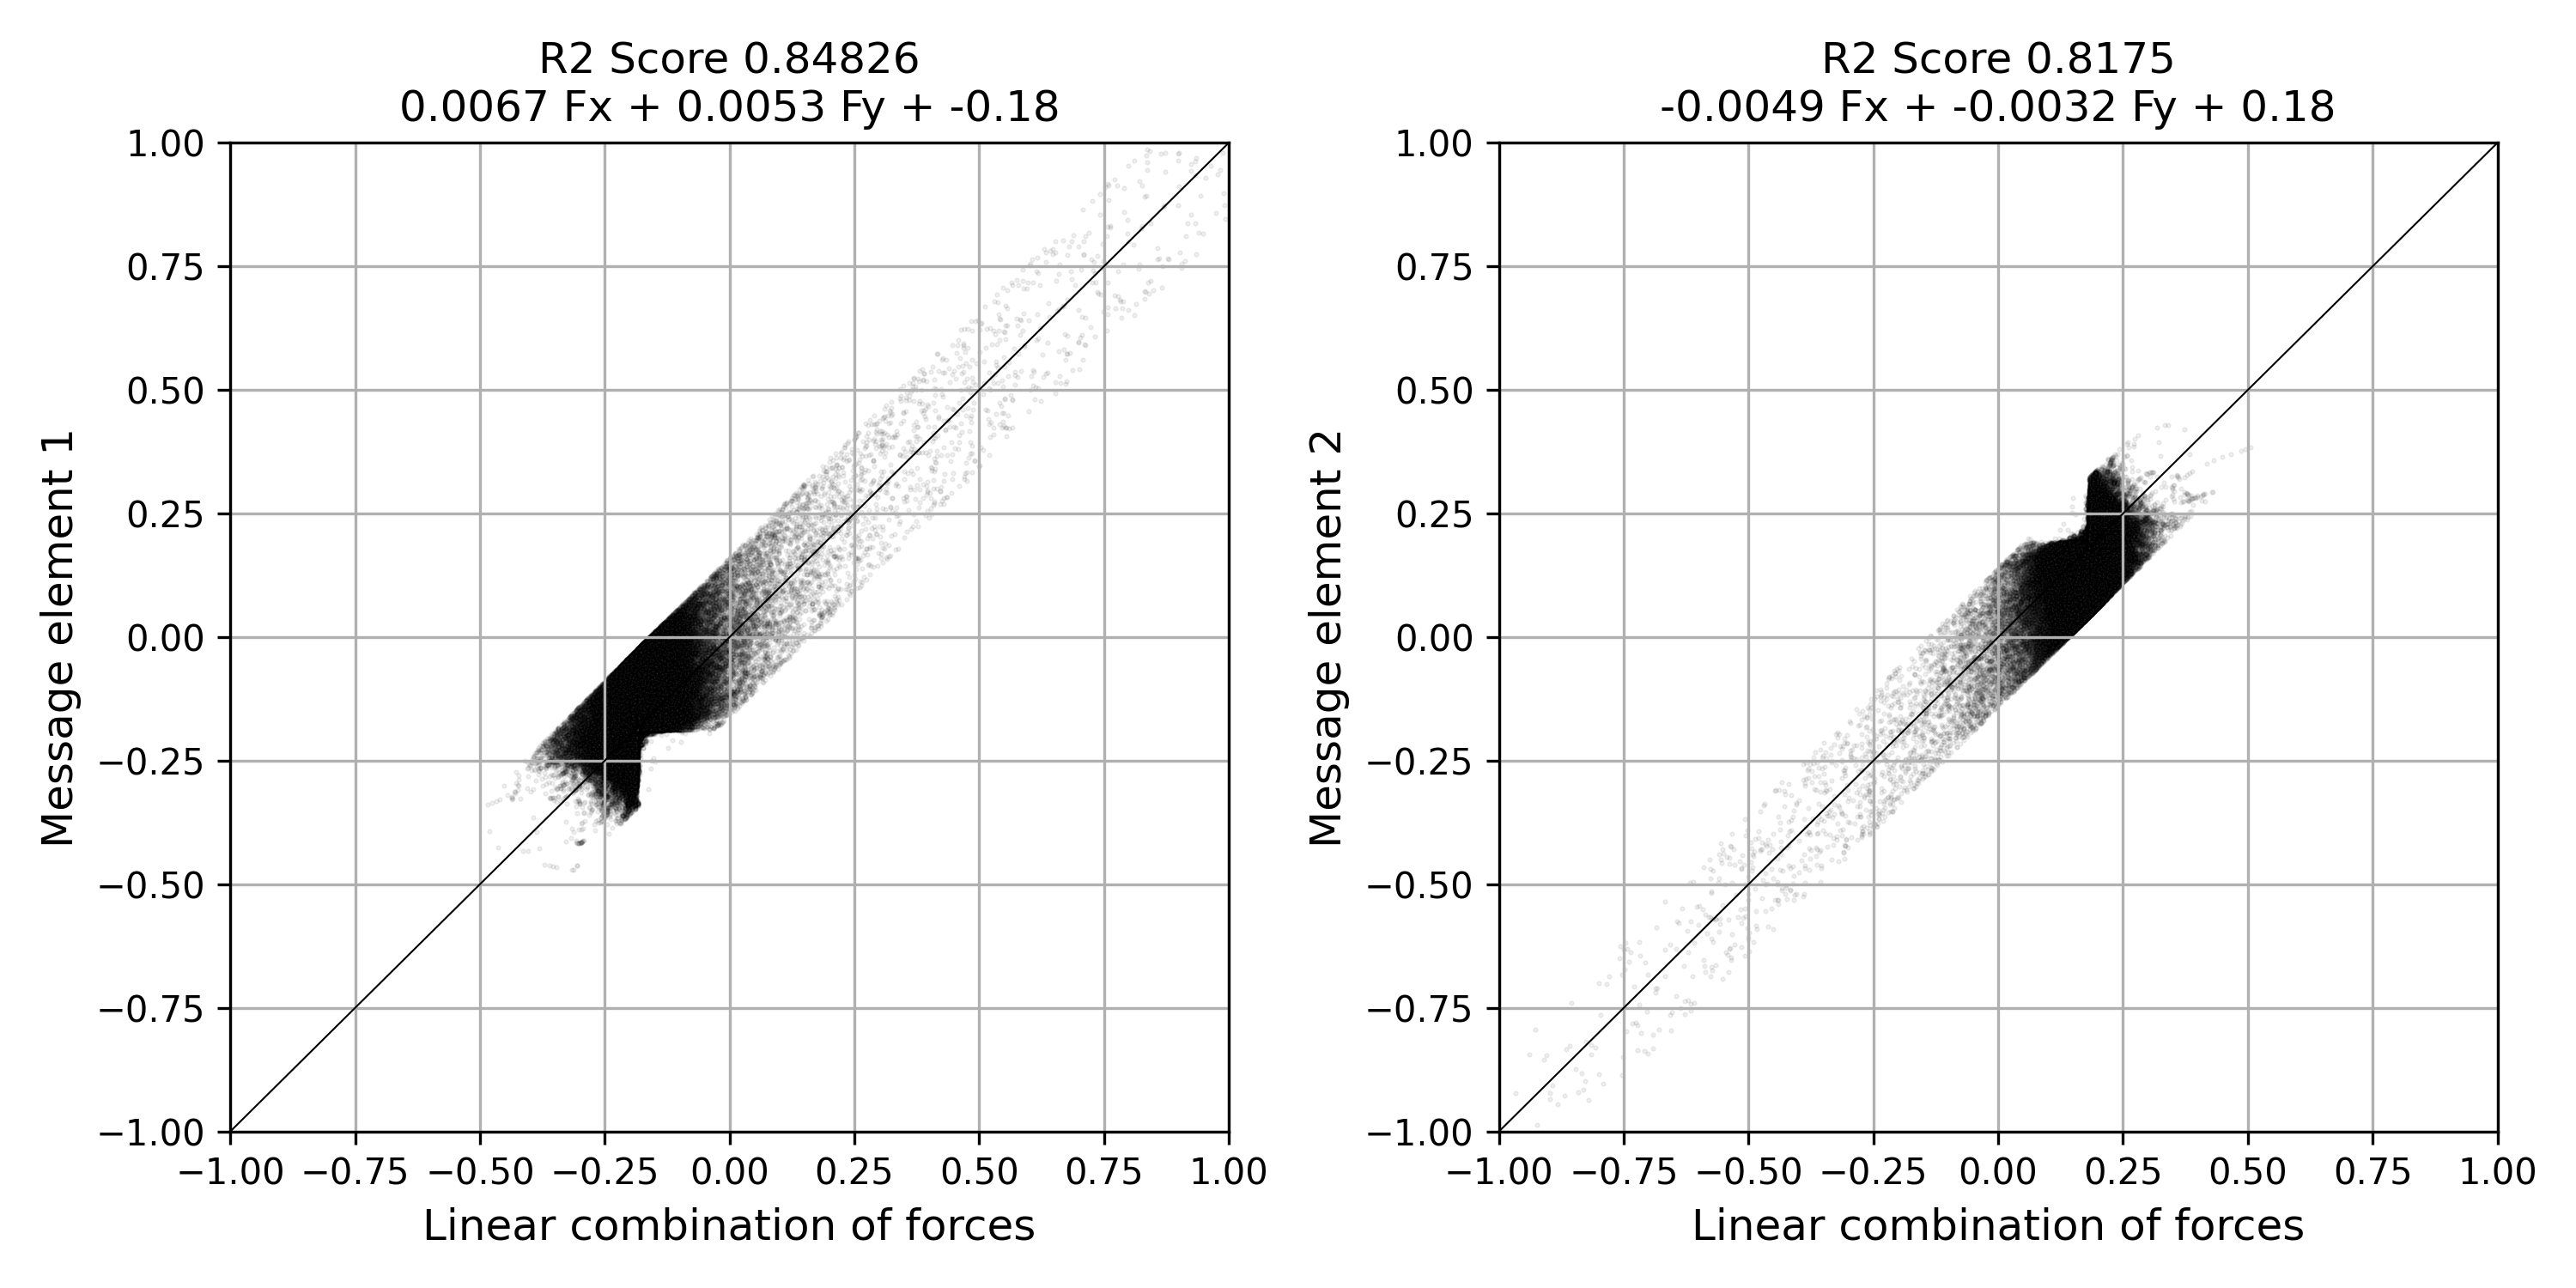 R2 Score 0.84826
0.0067 Fx + 0.0053 Fy + -0.18
1.00
0.75
0.50
0.25
0.00
−0.25
−0.50
−0.75
−1.00
Message element 1
−1.00 −0.75 −0.50 −0.25 0.00 0.25 0.50 0.75 1.00
Linear combination of forces
R2 Score 0.8175
-0.0049 Fx + -0.0032 Fy + 0.18
1.00
0.75
0.50
0.25
0.00
−0.25
−0.50
−0.75
−1.00
Message element 2
−1.00 −0.75 −0.50 −0.25 0.00 0.25 0.50 0.75 1.00
Linear combination of forces